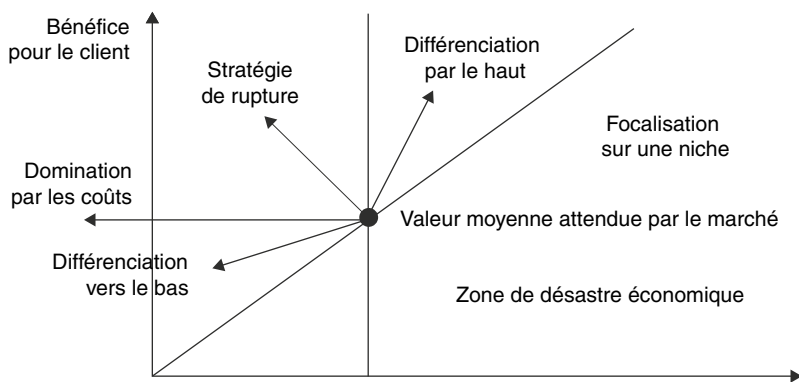 Bénéfice
pour le client
Différenciation
par le haut
Stratégie
de rupture
Focalisation
sur une niche
Domination
par les coûts
Valeur moyenne attendue par le marché
Différenciation
vers le bas
Zone de désastre économique